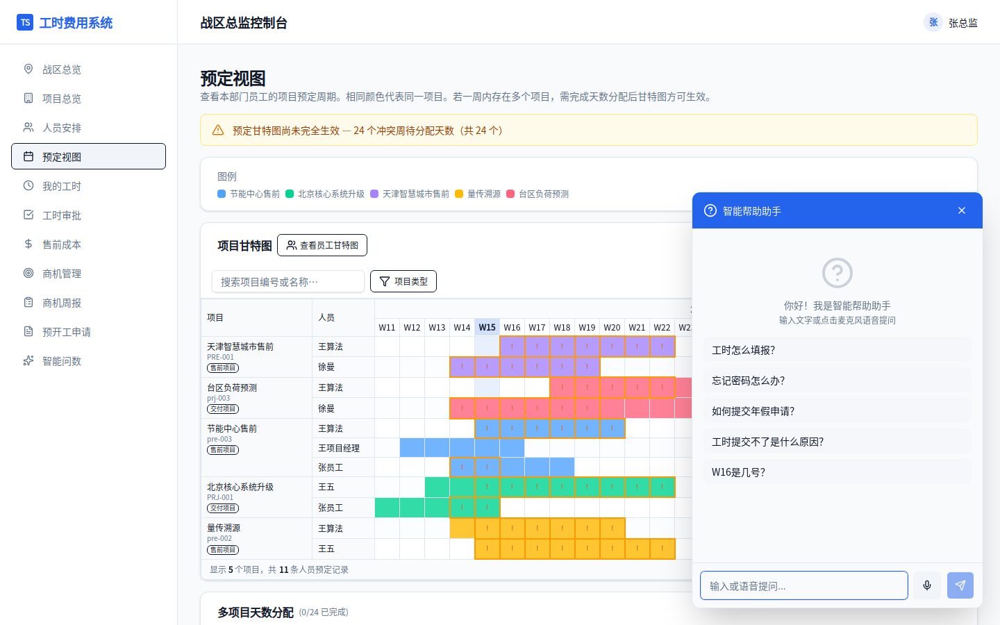 TS 工时费用系统
战区总监控制台
张 张总监
战区总览
项目总览
人员安排
预定视图
我的工时
工时审批
售前成本
商机管理
商机周报
预开工申请
智能问数
预定视图
查看本部门员工的项目预定周期。相同颜色代表同一项目。若一周内存在多个项目，需完成天数分配后甘特图方可生效。
预定甘特图尚未完全生效 — 24 个冲突周待分配天数（共 24 个）
图例
节能中心售前 北京核心系统升级 天津智慧城市售前 量传溯源 台区负荷预测
项目甘特图 查看员工甘特图
搜索项目编号或名称… 项目类型
项目 人员
W11 W12 W13 W14 W15 W16 W17 W18 W19 W20 W21 W22
天津智慧城市售前
PRE-001
售前项目
王算法
! ! ! ! ! ! !
徐曼
! ! ! ! ! !
台区负荷预测
prj-003
交付项目
王算法
! ! ! ! !
徐曼
! ! ! ! ! !
节能中心售前
pre-003
售前项目
王算法
! ! ! ! ! !
王项目经理
张员工
! !
北京核心系统升级
PRJ-001
交付项目
王五
! ! ! ! ! ! ! !
张员工
! !
量传溯源
pre-002
售前项目
王算法
! ! ! ! ! !
王五
! ! ! ! ! ! ! !
显示 5 个项目，共 11 条人员预定记录
多项目天数分配 (0/24 已完成)
智能帮助助手
你好！我是智能帮助助手
输入文字或点击麦克风语音提问
工时怎么填报？
忘记密码怎么办？
如何提交年假申请？
工时提交不了是什么原因？
W16是几号？
输入或语音提问...